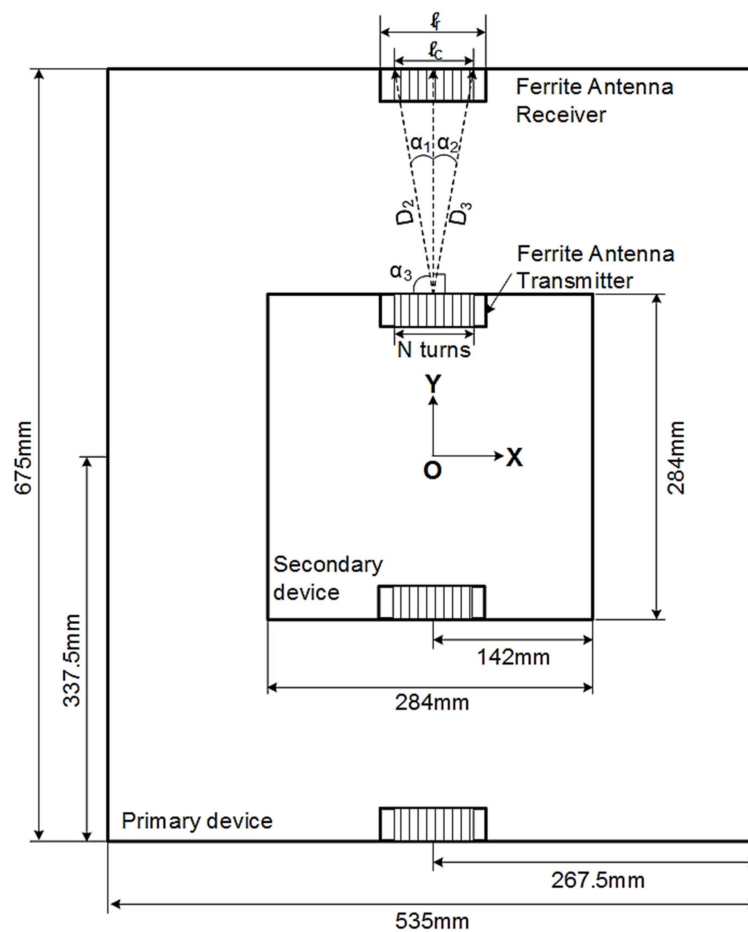 ℓf
ℓc
Ferrite Antenna
Receiver
α1
α2
D2
D3
α3
Ferrite Antenna
Transmitter
N turns
Y
X
O
675mm
337.5mm
284mm
Secondary
device
142mm
284mm
Primary device
267.5mm
535mm